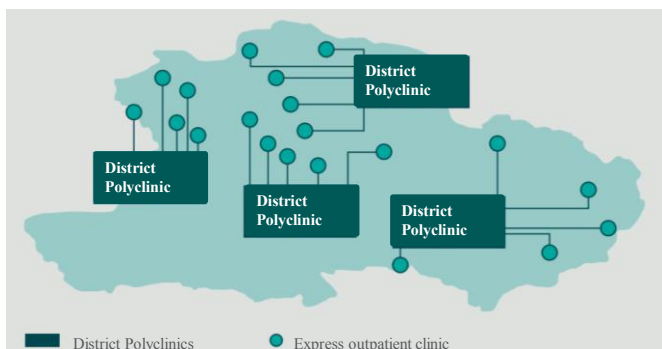 District
Polyclinic
District
Polyclinic
District
Polyclinic
District
Polyclinic
District Polyclinics
Express outpatient clinic